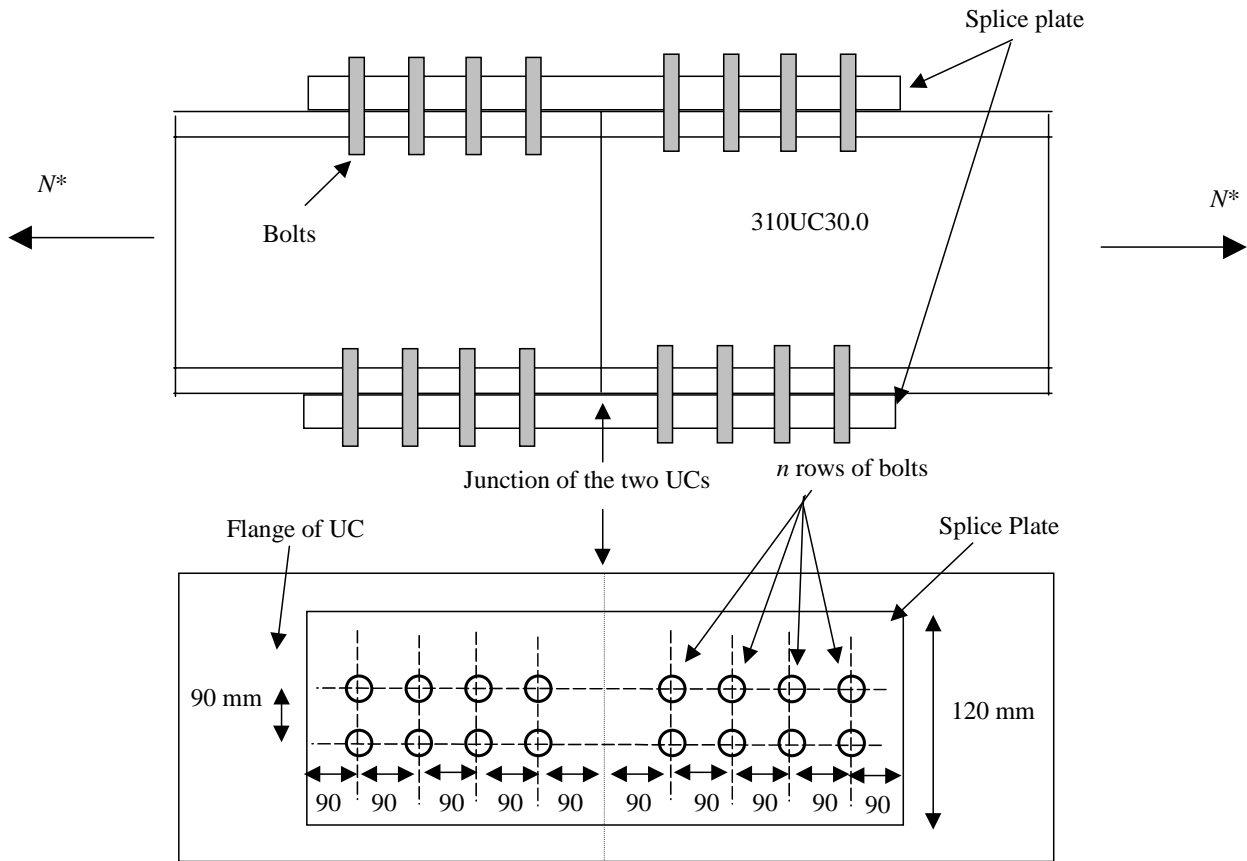 Splice plate
N*
N*
Bolts
310UC30.0
Junction of the two UCs
n rows of bolts
Flange of UC
Splice Plate
90 mm
120 mm
90 90 90 90 90 90 90 90 90 90